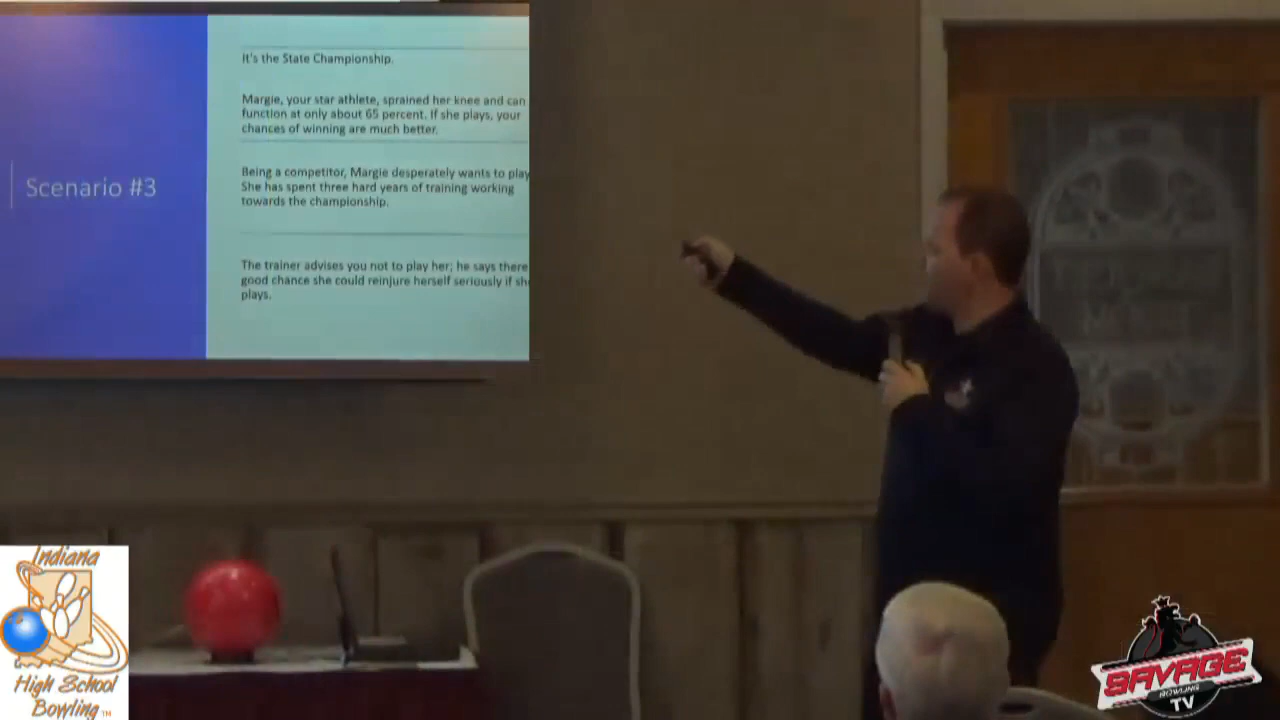 It's the State Championship.
Margie, your star athlete, sprained her knee and can
function at only about 65 percent. If she plays, your
chances of winning are much better.
Scenario #3
Being a competitor, Margie desperately wants to play
She has spent three hard years of training working
towards the championship.
The trainer advises you not to play her; he says there
good chance she could reinjure herself seriously if she
plays.
Indiana
High School
Bowling TM
SAVAGE
BOWLING
TV